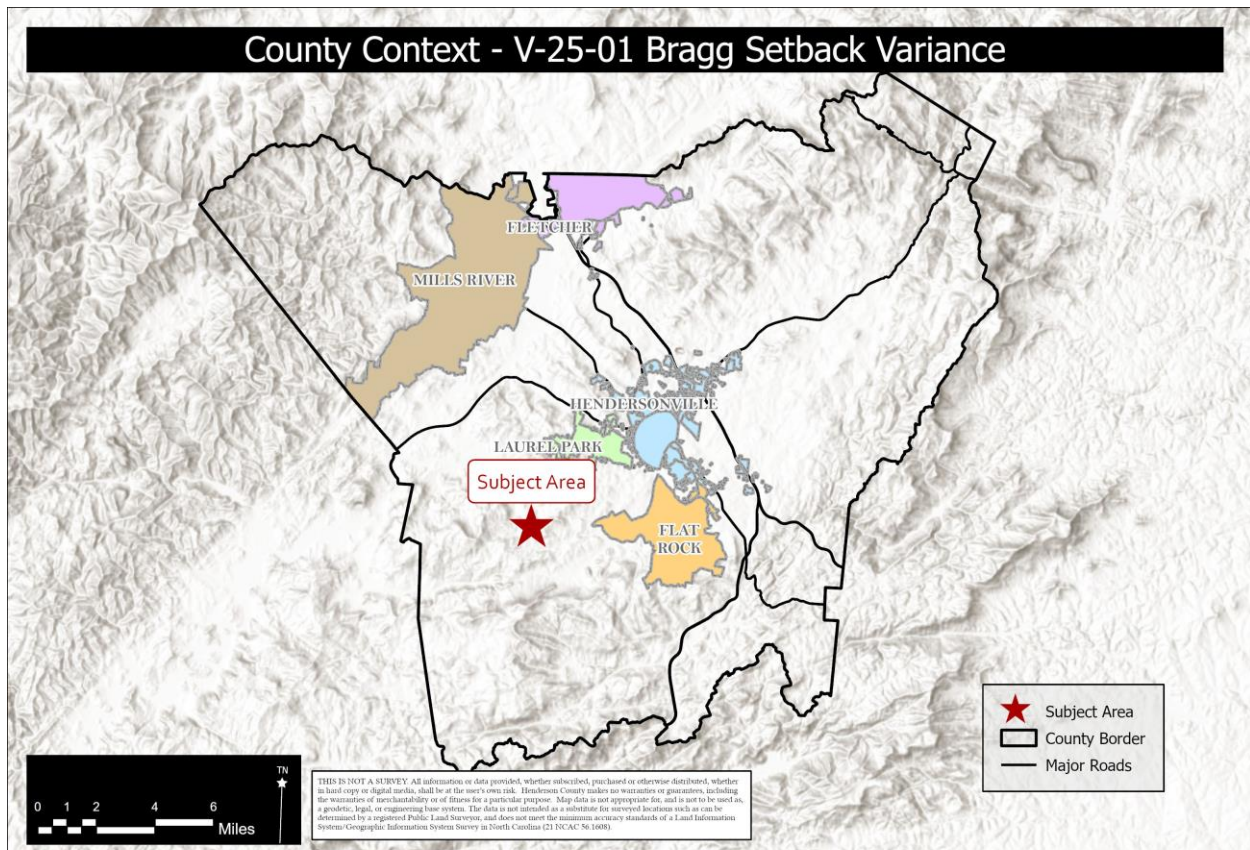 County Context - V-25-01 Bragg Setback Variance
FLETCHER
MILLS RIVER
HENDERSONVILLE
LAUREL PARK
Subject Area
FLAT
ROCK
Subject Area
County Border
Major Roads
TN
0 1 2 4 6
Miles
THIS IS NOT A SURVEY. All information or data provided, whether subscribed, purchased or otherwise distributed, whether
in hard copy or digital media, shall be at the user's own risk. Henderson County makes no warranties or guarantees, including
the warranties of merchantability or of fitness for a particular purpose. Map data is not appropriate for, and is not to be used as,
a geodetic, legal, or engineering base system. The data is not intended as a substitute for surveyed locations such as can be
determined by a registered Public Land Surveyor, and does not meet the minimum accuracy standards of a Land Information
System/Geographic Information System Survey in North Carolina (21 NCAC 56.1608).